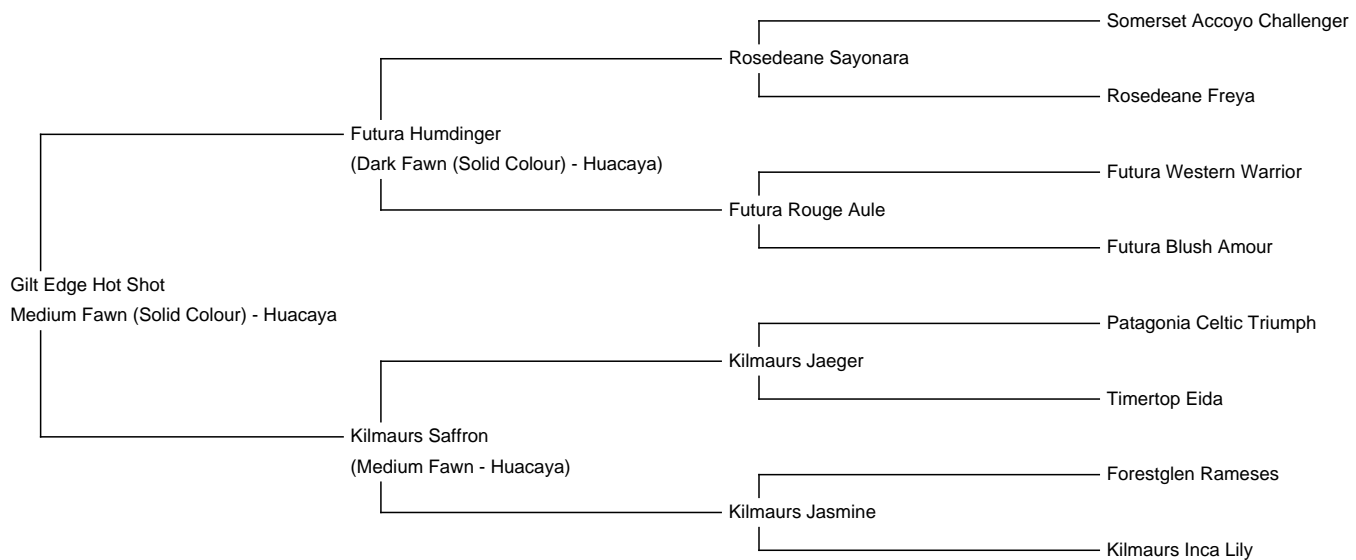 Somerset Accoyo Challenger
Rosedeane Sayonara
Rosedeane Freya
Futura Humdinger
(Dark Fawn (Solid Colour) - Huacaya)
Futura Western Warrior
Futura Rouge Aule
Futura Blush Amour
Gilt Edge Hot Shot
Medium Fawn (Solid Colour) - Huacaya
Patagonia Celtic Triumph
Kilmaurs Jaeger
Timertop Eida
Kilmaurs Saffron
(Medium Fawn - Huacaya)
Forestglen Rameses
Kilmaurs Jasmine
Kilmaurs Inca Lily